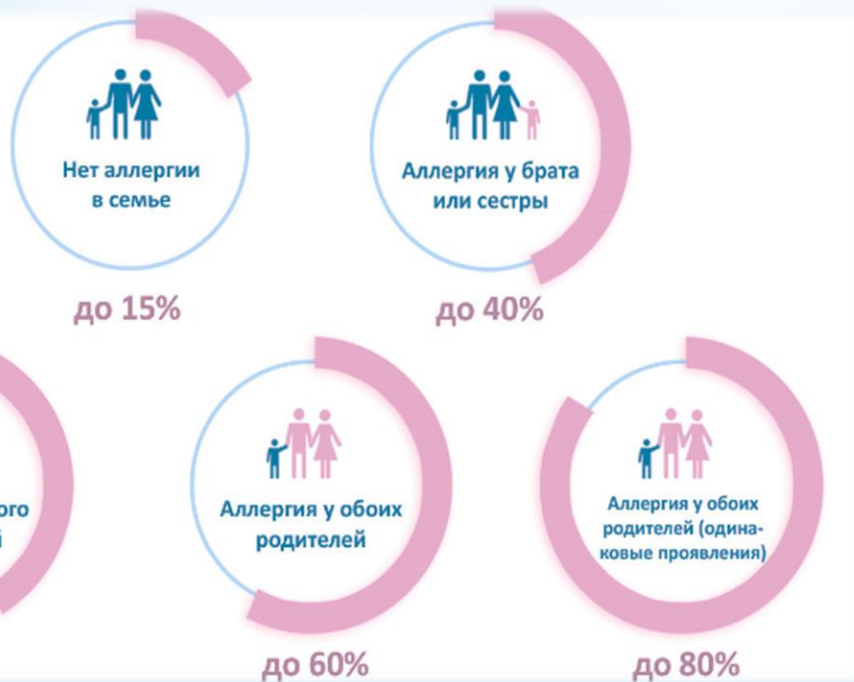 Нет аллергии
в семье
Аллергия у брата
или сестры
до 15%
до 40%
ого
Аллергия у обоих
родителей
Аллергия у обоих
родителей (одина-
ковые проявления)
до 60%
до 80%